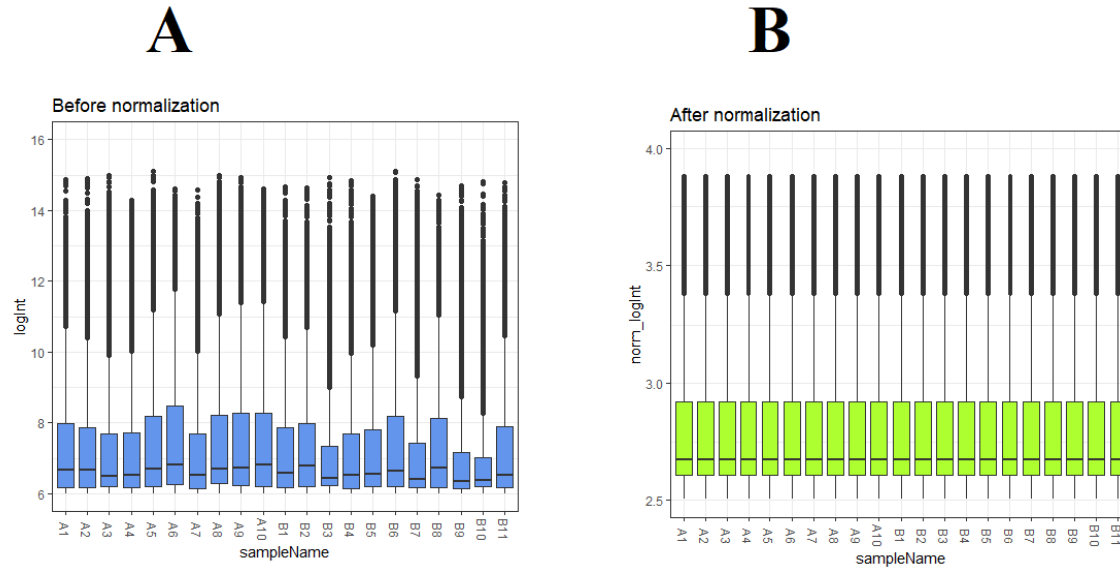 A
B
Before normalization
16
14
12
10
8
6
logInt
A1 A2 A3 A4 A5 A6 A7 A8 A9 A10 B1 B2 B3 B4 B5 B6 B7 B8 B9 B10 B11
sampleName
After normalization
4.0
3.5
3.0
2.5
norm_logInt
A1 A2 A3 A4 A5 A6 A7 A8 A9 A10 B1 B2 B3 B4 B5 B6 B7 B8 B9 B10 B11
sampleName